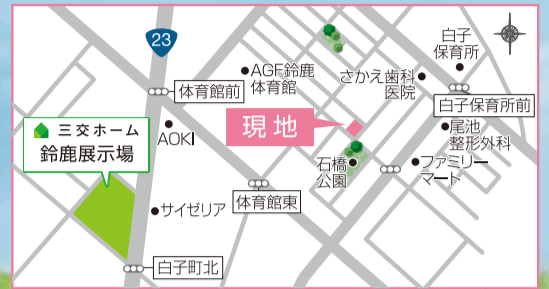 23
白子
保育所
AGF鈴鹿
体育館
さかえ歯科
医院
体育館前
白子保育所前
三交ホーム
鈴鹿展示場
AOKI
現地
尾池
整形外科
石橋
公園
ファミリー
マート
サイゼリア
体育館東
白子町北